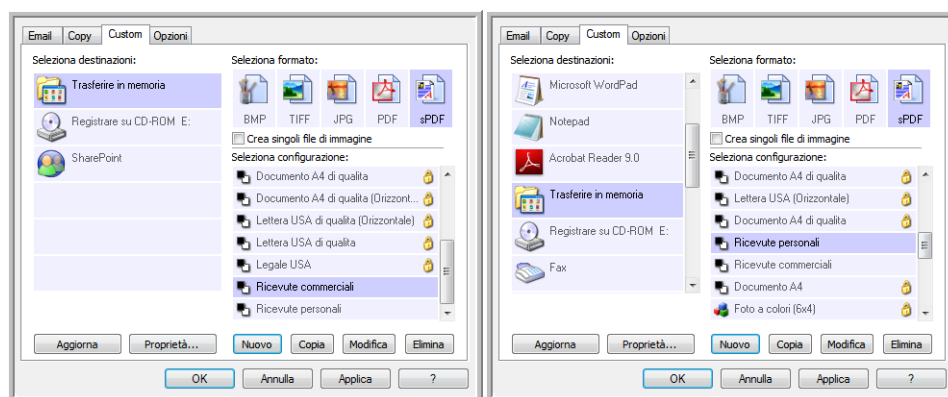 Email Copy Custom Opzioni
Seleziona destinazioni:
Trasferire in memoria
Registrare su CD-ROM E:
SharePoint
Seleziona formato:
BMP TIFF JPG PDF sPDF
Crea singoli file di immagine
Seleziona configurazione:
Documento A4 di qualita
Documento A4 di qualita (Orizzont...
Lettera USA di qualita (Orizzontale)
Lettera USA di qualita
Legale USA
Ricevute commerciali
Ricevute personali
Aggiorna Proprietà... Nuovo Copia Modifica Elimina
OK Annulla Applica ?
Email Copy Custom Opzioni
Seleziona destinazioni:
Microsoft WordPad
Notepad
Acrobat Reader 9.0
Trasferire in memoria
Registrare su CD-ROM E:
Fax
Seleziona formato:
BMP TIFF JPG PDF sPDF
Crea singoli file di immagine
Seleziona configurazione:
Documento A4 di qualita
Lettera USA (Orizzontale)
Documento A4 di qualita
Ricevute personali
Ricevute commerciali
Documento A4
Foto a colori (6x4)
Aggiorna Proprietà... Nuovo Copia Modifica Elimina
OK Annulla Applica ?